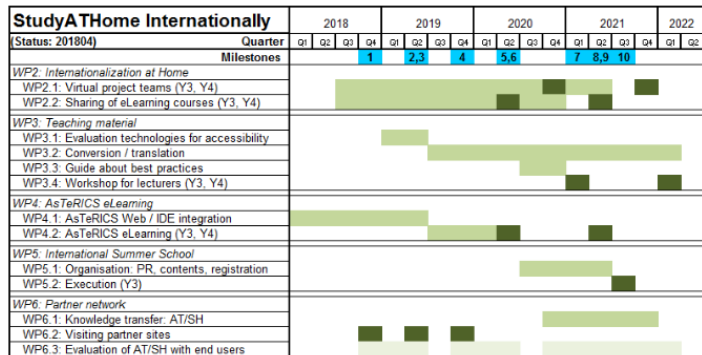 StudyATHome Internationally 2018 2019 2020 2021 2022
(Status: 201804) Quarter Q1 Q2 Q3 Q4 Q1 Q2 Q3 Q4 Q1 Q2 Q3 Q4 Q1 Q2 Q3 Q4 Q1 Q2
Milestones 1 2,3 4 5,6 7 8,9 10
WP2: Internationalization at Home
WP2.1: Virtual project teams (Y3, Y4)
WP2.2: Sharing of eLearning courses (Y3, Y4)
WP3: Teaching material
WP3.1: Evaluation technologies for accessibility
WP3.2: Conversion / translation
WP3.3: Guide about best practices
WP3.4: Workshop for lecturers (Y3, Y4)
WP4: AsTeRICS eLearning
WP4.1: AsTeRICS Web / IDE integration
WP4.2: AsTeRICS eLearning (Y3, Y4)
WP5: International Summer School
WP5.1: Organisation: PR, contents, registration
WP5.2: Execution (Y3)
WP6: Partner network
WP6.1: Knowledge transfer: AT/SH
WP6.2: Visiting partner sites
WP6.3: Evaluation of AT/SH with end users